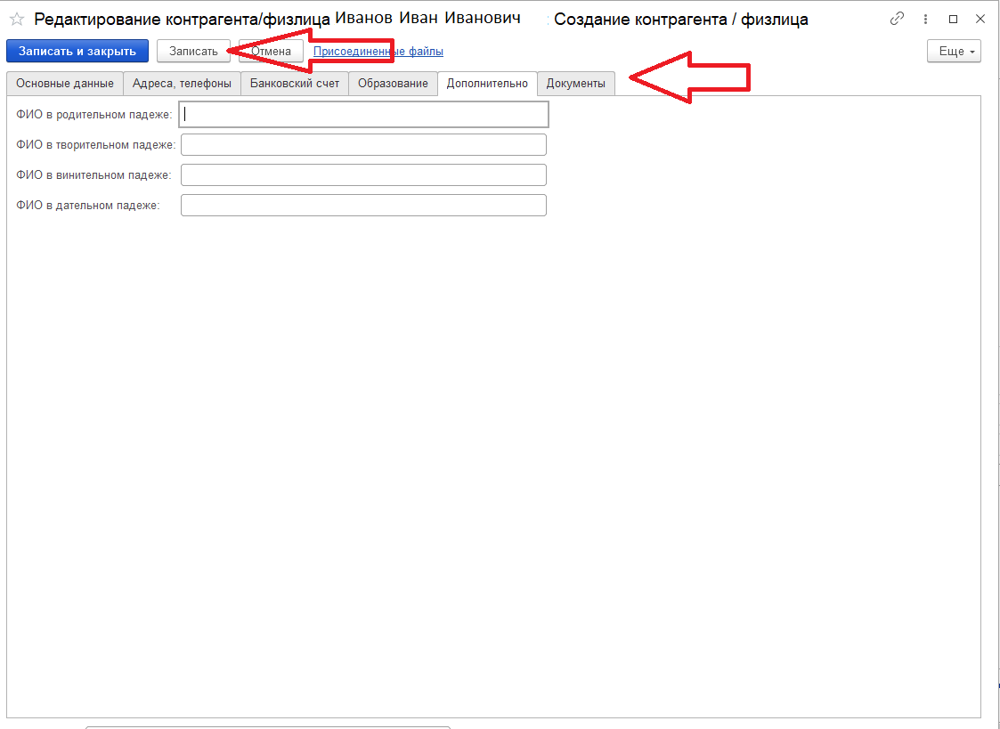 Редактирование контрагента/физлица Иванов Иван Иванович : Создание контрагента / физлица
Записать и закрыть Записать Отмена Присоединенные файлы Еще
Основные данные Адреса, телефоны Банковский счет Образование Дополнительно Документы
ФИО в родительном падеже:
ФИО в творительном падеже:
ФИО в винительном падеже:
ФИО в дательном падеже: